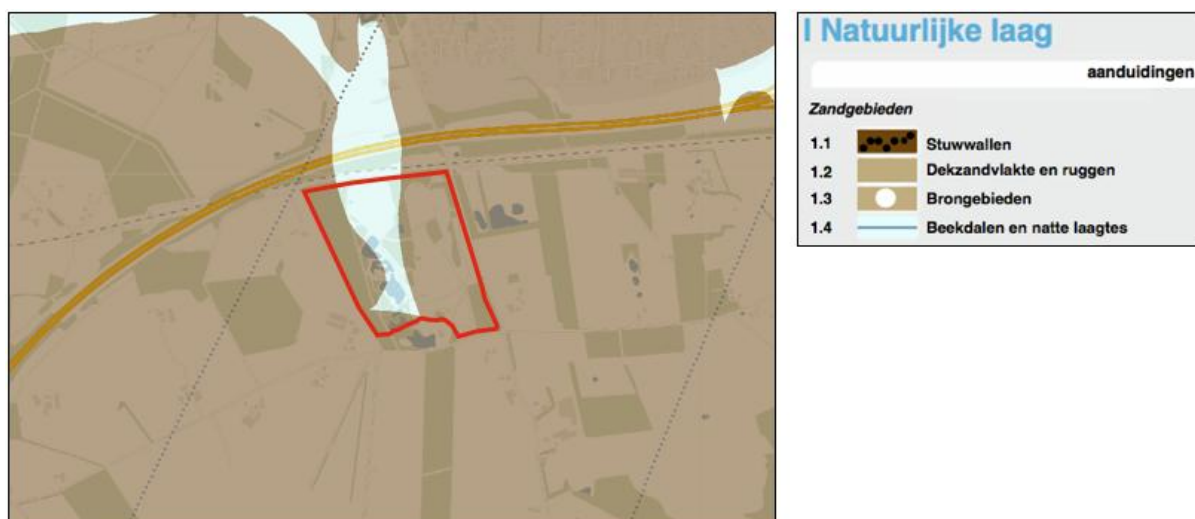 I Natuurlijke laag
aanduidingen
Zandgebieden
1.1 Stuwwallen
1.2 Dekzandvlakte en ruggen
1.3 Brongebieden
1.4 Beekdalen en natte laagtes